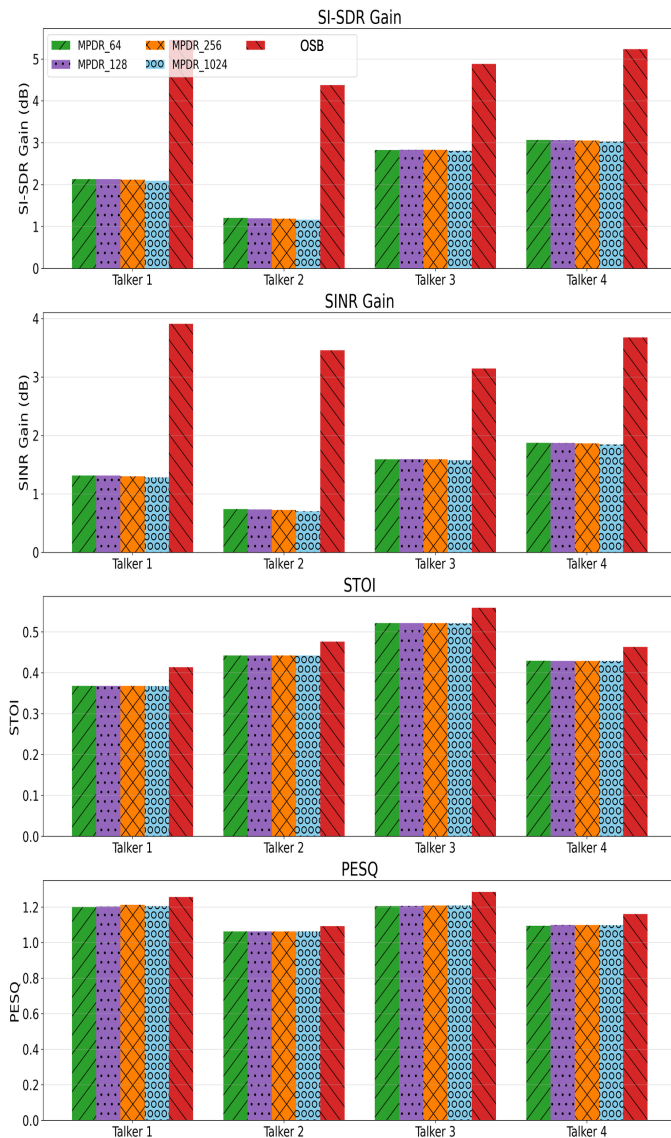 SI-SDR Gain
SI-SDR Gain (dB)
5
4
3
2
1
0
MPDR_64
MPDR_256
OSB
MPDR_128
MPDR_1024
Talker 1
Talker 2
Talker 3
Talker 4
SINR Gain
SINR Gain (dB)
4
3
2
1
0
Talker 1
Talker 2
Talker 3
Talker 4
STOI
STOI
0.5
0.4
0.3
0.2
0.1
0.0
Talker 1
Talker 2
Talker 3
Talker 4
PESQ
PESQ
1.2
1.0
0.8
0.6
0.4
0.2
0.0
Talker 1
Talker 2
Talker 3
Talker 4